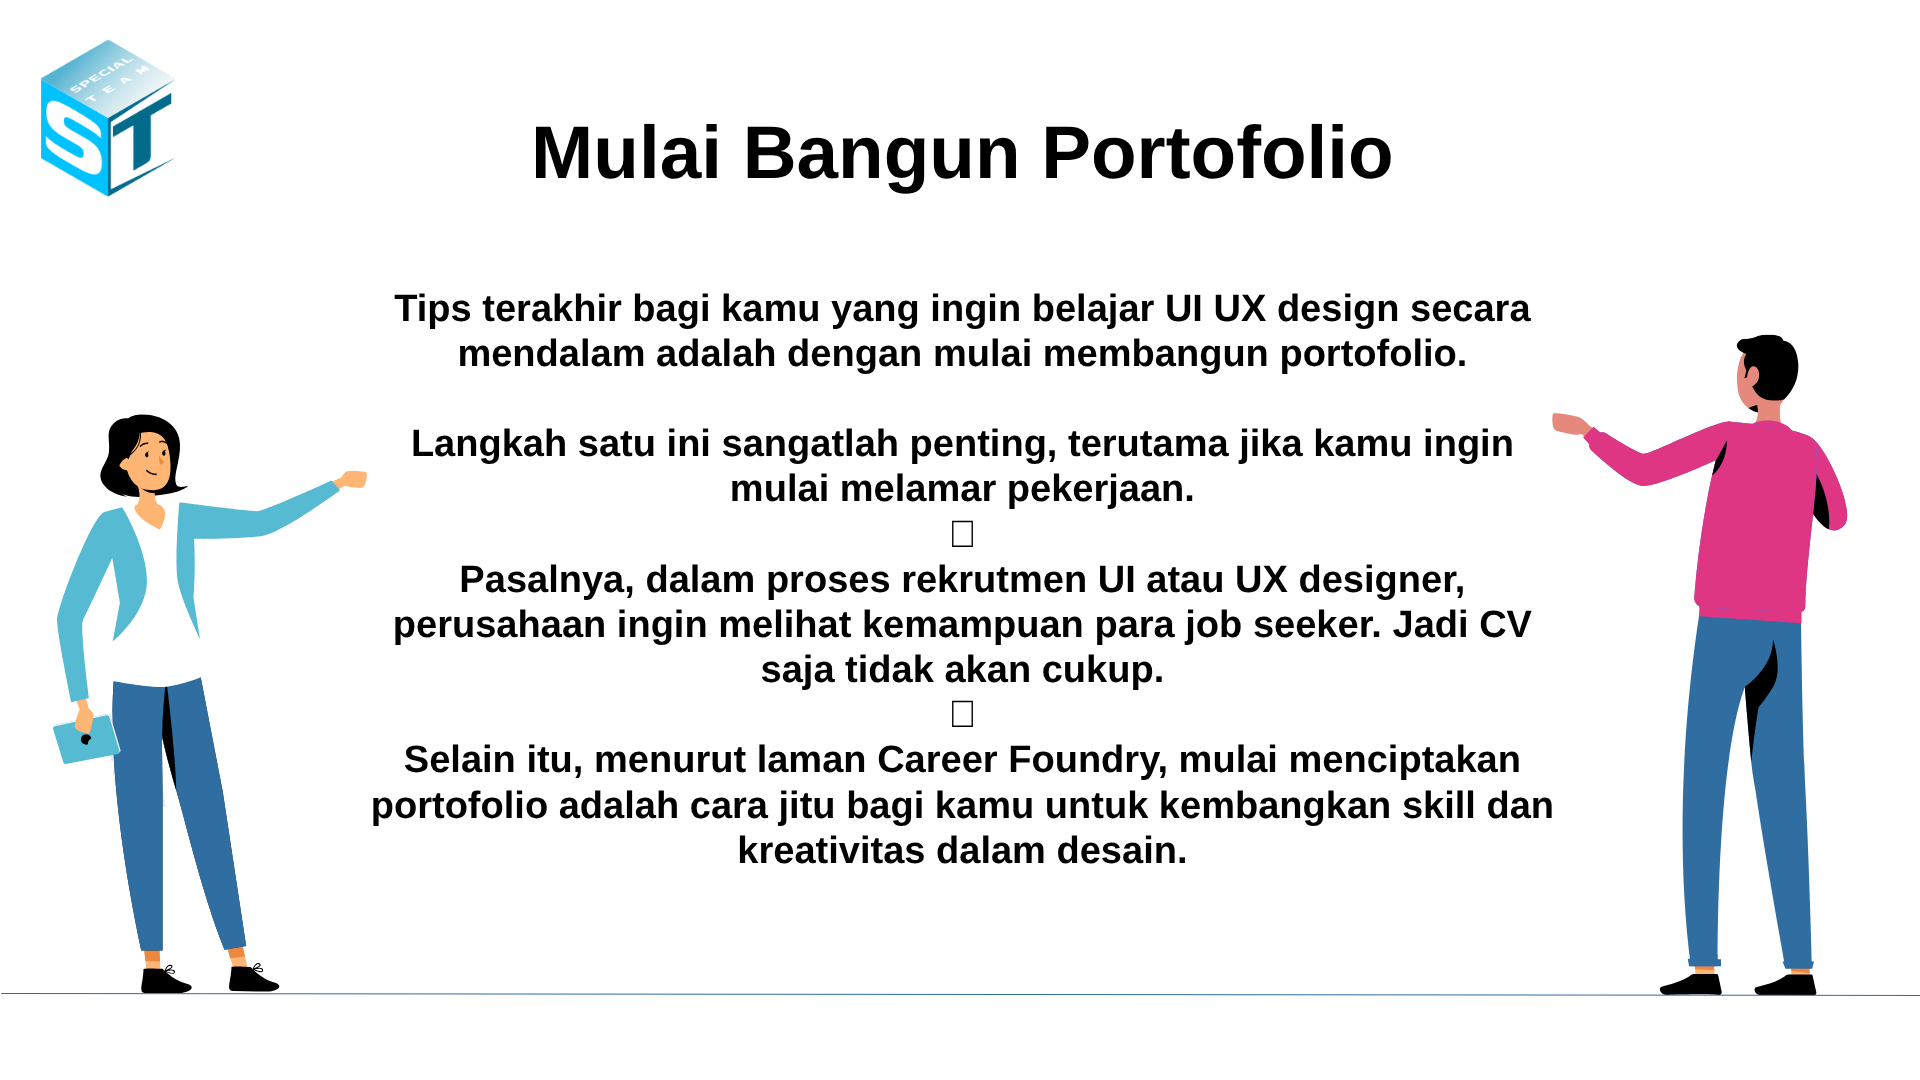 SPECIAL
TEAM
ST
Mulai Bangun Portofolio
Tips terakhir bagi kamu yang ingin belajar UI UX design secara
mendalam adalah dengan mulai membangun portofolio.
Langkah satu ini sangatlah penting, terutama jika kamu ingin
mulai melamar pekerjaan.
Pasalnya, dalam proses rekrutmen UI atau UX designer,
perusahaan ingin melihat kemampuan para job seeker. Jadi CV
saja tidak akan cukup.
Selain itu, menurut laman Career Foundry, mulai menciptakan
portofolio adalah cara jitu bagi kamu untuk kembangkan skill dan
kreativitas dalam desain.